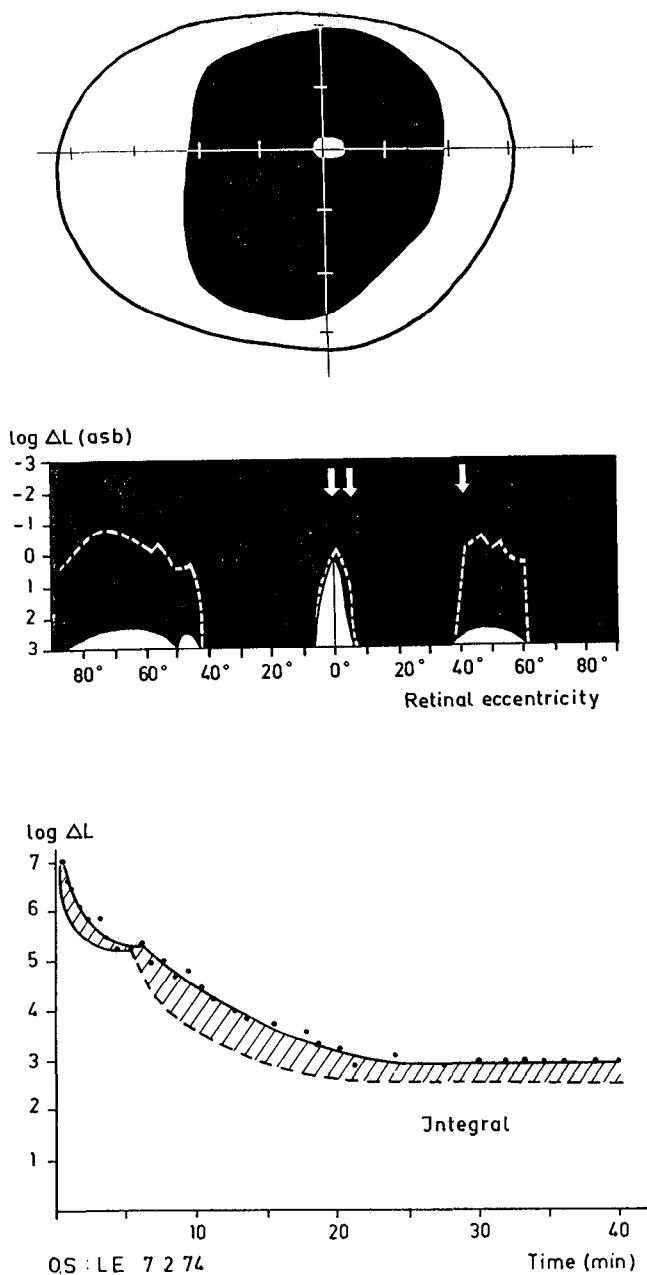 log ΔL (asb)
-3
-2
-1
0
1
2
3
80° 60° 40° 20° 0° 20° 40° 60° 80°
Retinal eccentricity
log ΔL
7
6
5
4
3
2
1
Integral
10 20 30 40
O.S : LE 7 2 74 Time (min)